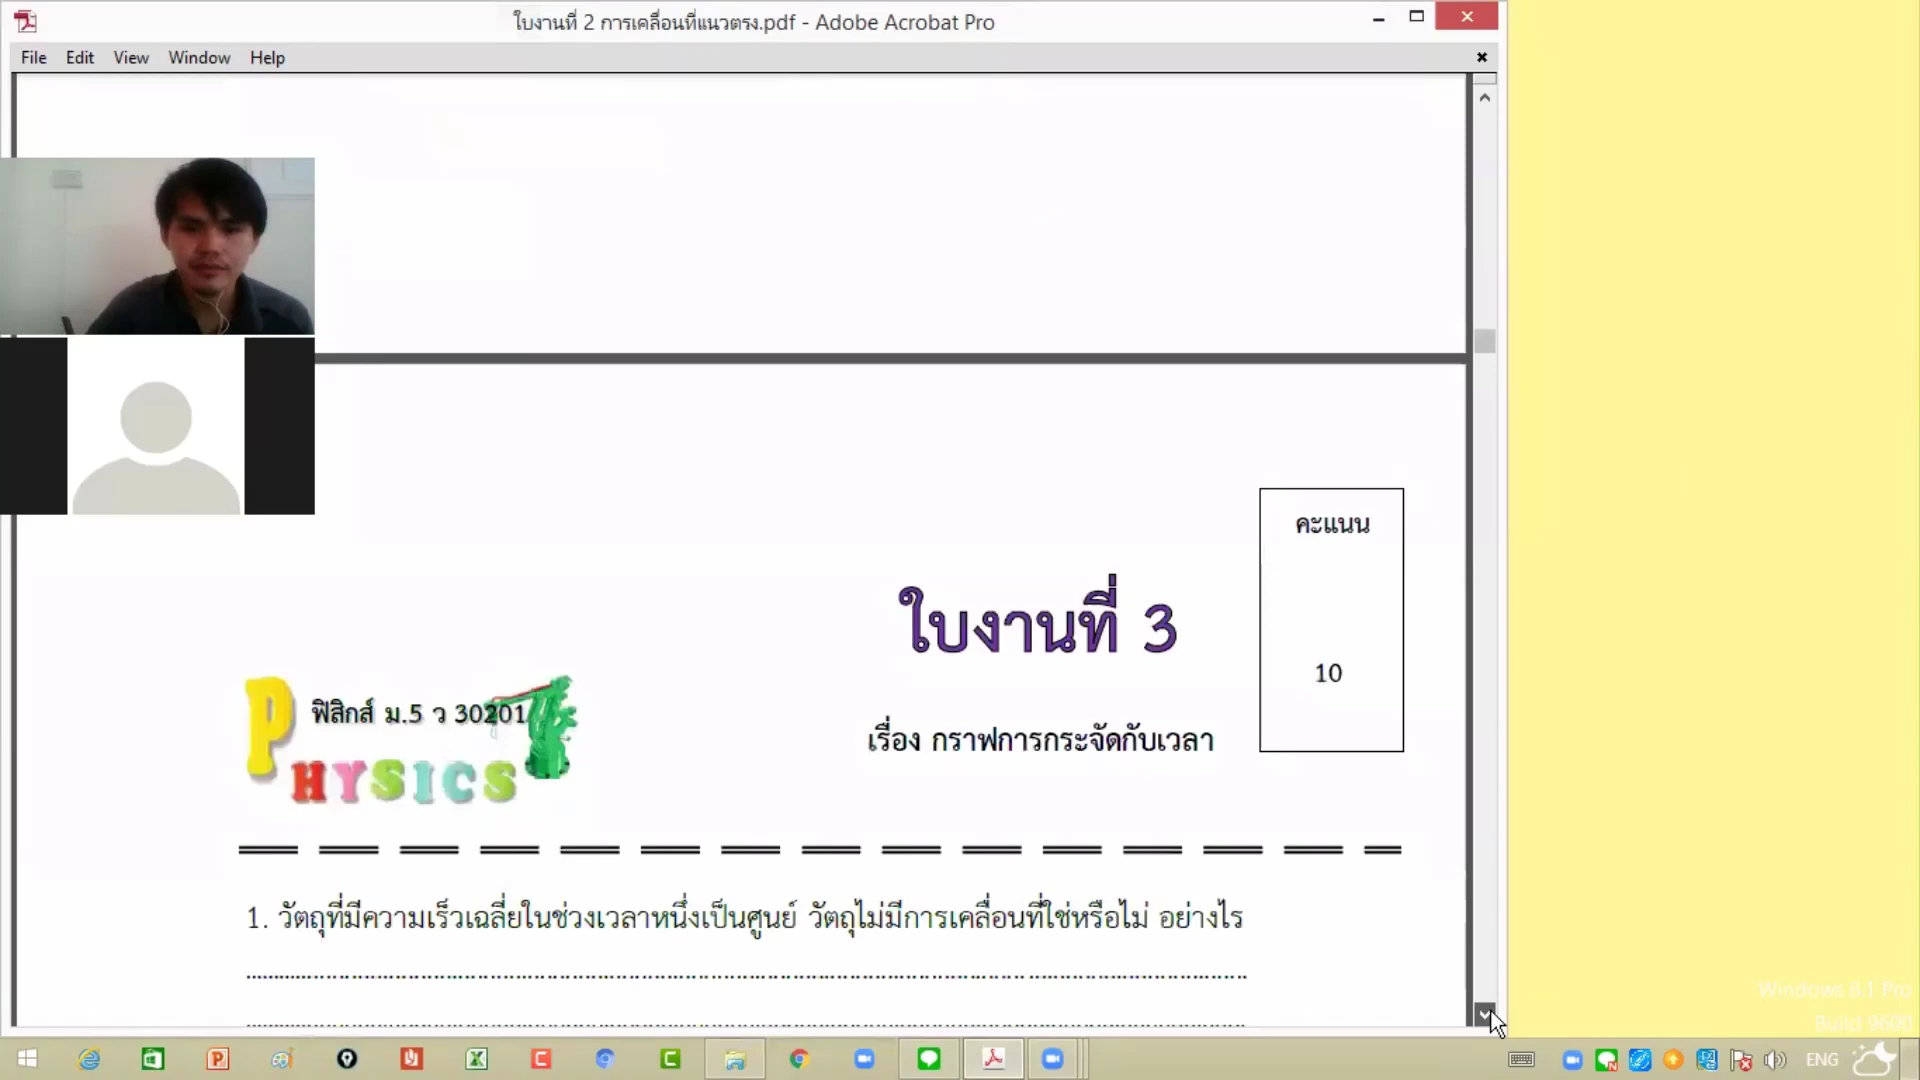 ใบงานที่ 2 การเคลื่อนที่แนวตรง.pdf - Adobe Acrobat Pro
File Edit View Window Help
คะแนน
10
ใบงานที่ 3
เรื่อง กราฟการกระจัดกับเวลา
ฟิสิกส์ ม.5 ว 30201
PHYSICS
1. วัตถุที่มีความเร็วเฉลี่ยในช่วงเวลาหนึ่งเป็นศูนย์ วัตถุไม่มีการเคลื่อนที่ใช่หรือไม่ อย่างไร
Windows 8.1 Pro
Build 9600
ENG